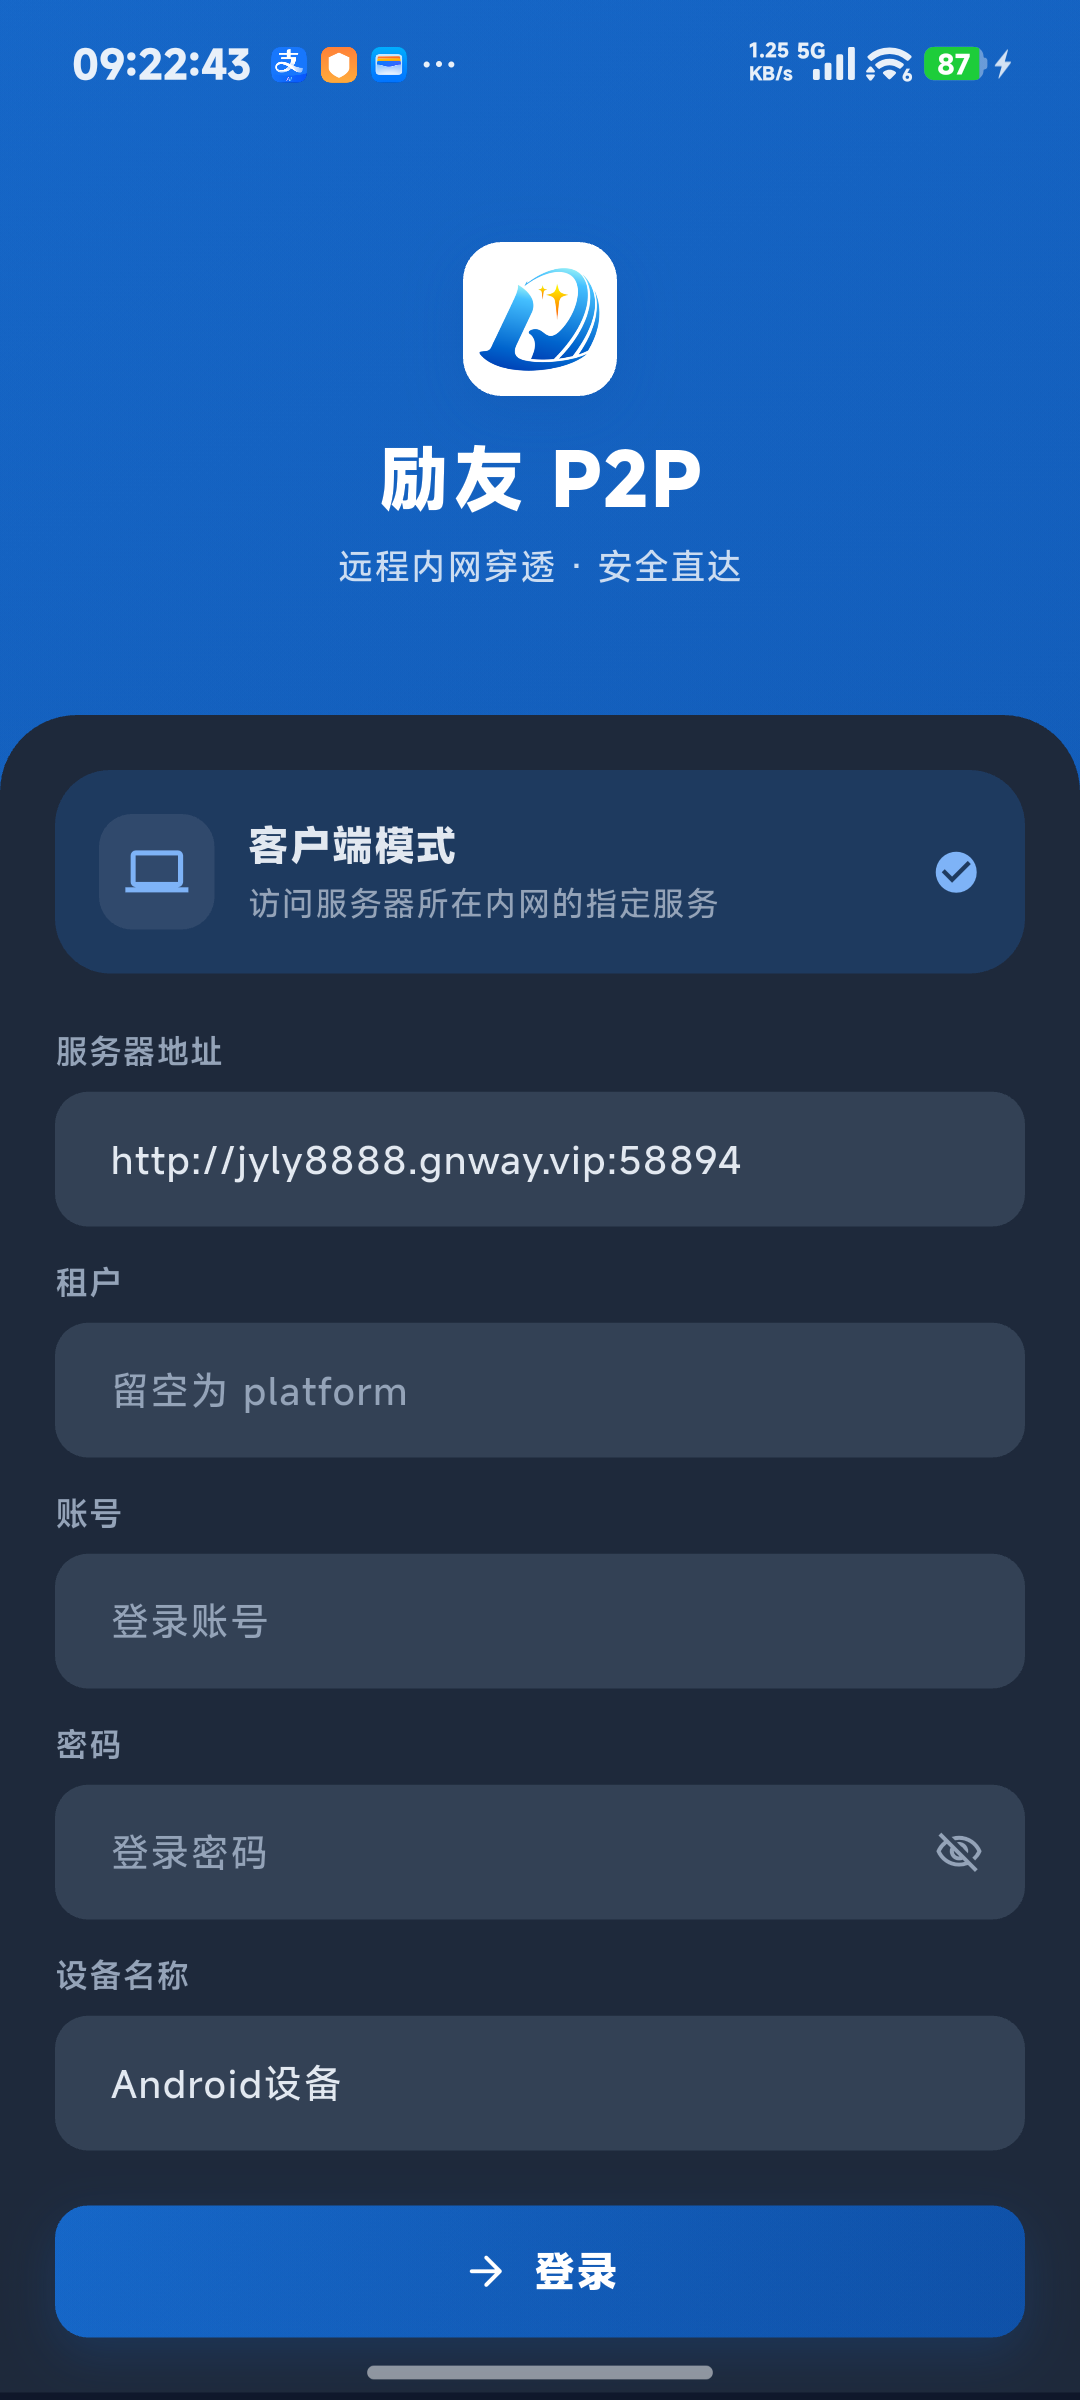 09:22:43
1.25 KB/s 5G 6 87
励友 P2P
远程内网穿透 · 安全直达
客户端模式
访问服务器所在内网的指定服务
服务器地址
http://jyly8888.gnway.vip:58894
租户
留空为 platform
账号
登录账号
密码
登录密码
设备名称
Android设备
登录